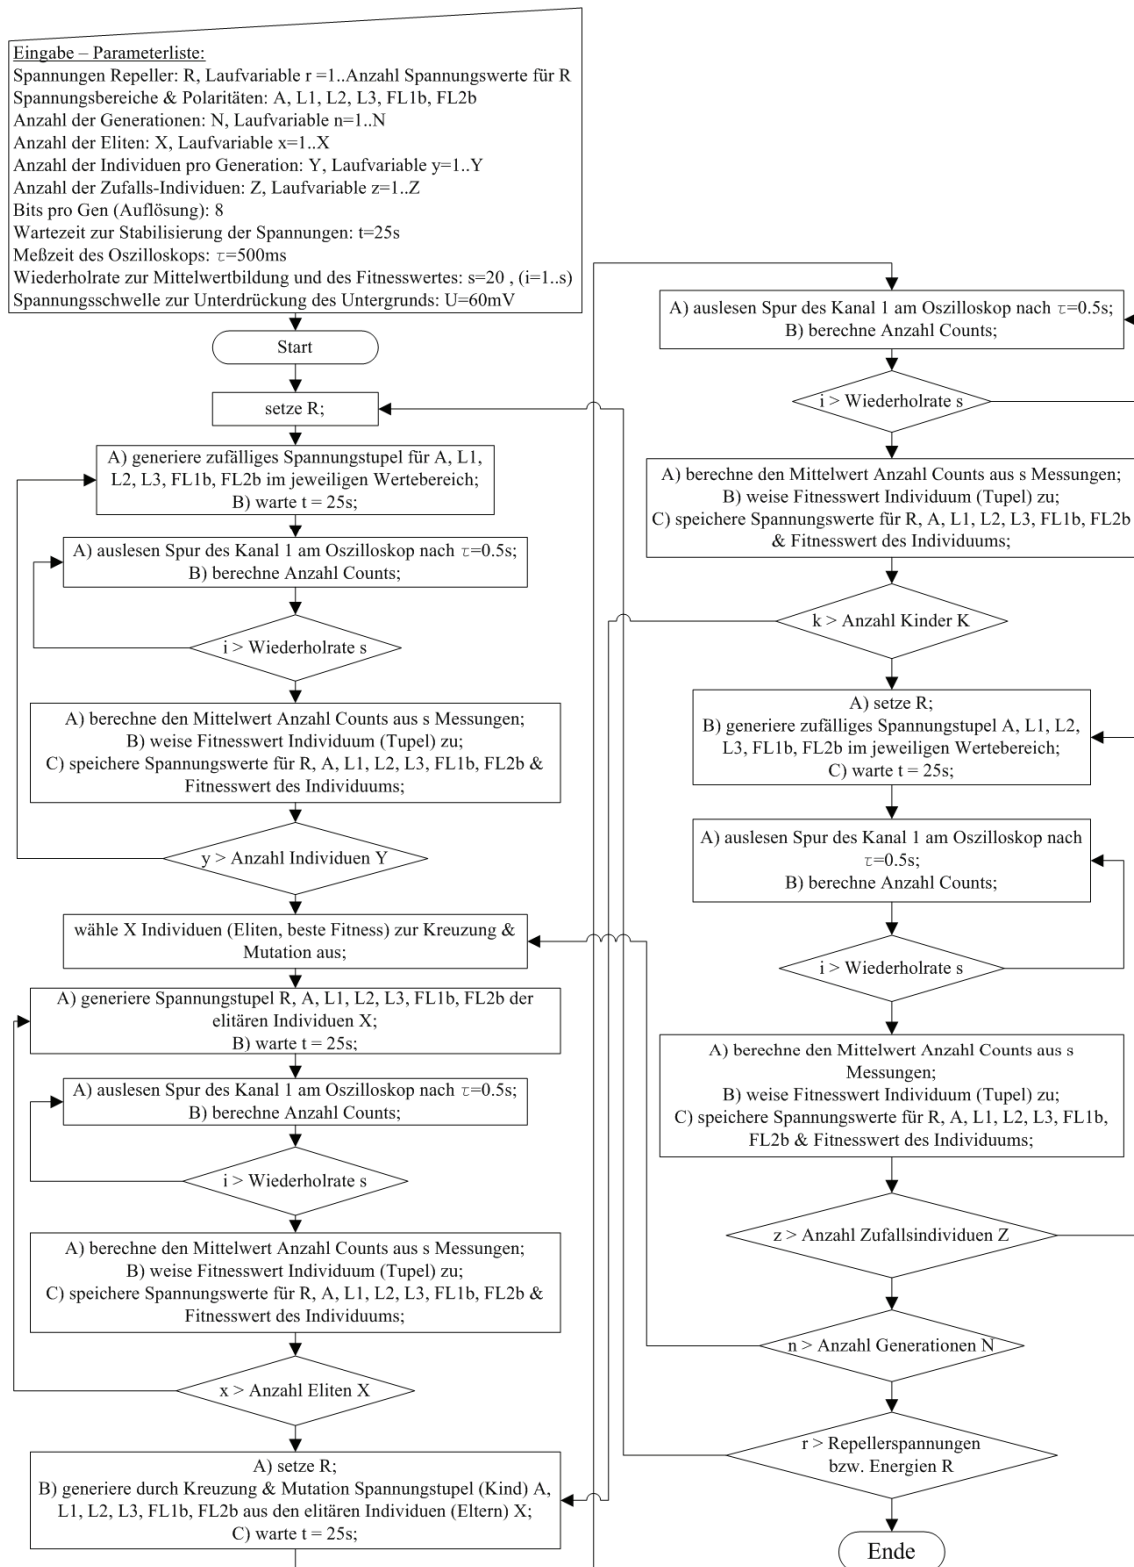 Eingabe – Parameterliste:
Spannungen Repeller: R, Laufvariable r =1..Anzahl Spannungswerte für R
Spannungsbereiche & Polaritäten: A, L1, L2, L3, FL1b, FL2b
Anzahl der Generationen: N, Laufvariable n=1..N
Anzahl der Eliten: X, Laufvariable x=1..X
Anzahl der Individuen pro Generation: Y, Laufvariable y=1..Y
Anzahl der Zufalls-Individuen: Z, Laufvariable z=1..Z
Bits pro Gen (Auflösung): 8
Wartezeit zur Stabilisierung der Spannungen: t=25s
Meßzeit des Oszilloskops: τ=500ms
Wiederholrate zur Mittelwertbildung und des Fitnesswertes: s=20 , (i=1..s)
Spannungsschwelle zur Unterdrückung des Untergrunds: U=60mV
Start
setze R;
A) generiere zufälliges Spannungstupel für A, L1,
L2, L3, FL1b, FL2b im jeweiligen Wertebereich;
B) warte t = 25s;
A) auslesen Spur des Kanal 1 am Oszilloskop nach τ=0.5s;
B) berechne Anzahl Counts;
i > Wiederholrate s
A) berechne den Mittelwert Anzahl Counts aus s Messungen;
B) weise Fitnesswert Individuum (Tupel) zu;
C) speichere Spannungswerte für R, A, L1, L2, L3, FL1b, FL2b &
Fitnesswert des Individuums;
y > Anzahl Individuen Y
wähle X Individuen (Eliten, beste Fitness) zur Kreuzung &
Mutation aus;
A) generiere Spannungstupel R, A, L1, L2, L3, FL1b, FL2b der
elitären Individuen X;
B) warte t = 25s;
A) auslesen Spur des Kanal 1 am Oszilloskop nach τ=0.5s;
B) berechne Anzahl Counts;
i > Wiederholrate s
A) berechne den Mittelwert Anzahl Counts aus s Messungen;
B) weise Fitnesswert Individuum (Tupel) zu;
C) speichere Spannungswerte für R, A, L1, L2, L3, FL1b, FL2b &
Fitnesswert des Individuums;
x > Anzahl Eliten X
A) setze R;
B) generiere durch Kreuzung & Mutation Spannungstupel (Kind) A,
L1, L2, L3, FL1b, FL2b aus den elitären Individuen (Eltern) X;
C) warte t = 25s;
A) auslesen Spur des Kanal 1 am Oszilloskop nach τ=0.5s;
B) berechne Anzahl Counts;
i > Wiederholrate s
A) berechne den Mittelwert Anzahl Counts aus s Messungen;
B) weise Fitnesswert Individuum (Tupel) zu;
C) speichere Spannungswerte für R, A, L1, L2, L3, FL1b, FL2b
& Fitnesswert des Individuums;
k > Anzahl Kinder K
A) setze R;
B) generiere zufälliges Spannungstupel A, L1, L2,
L3, FL1b, FL2b im jeweiligen Wertebereich;
C) warte t = 25s;
A) auslesen Spur des Kanal 1 am Oszilloskop nach
τ=0.5s;
B) berechne Anzahl Counts;
i > Wiederholrate s
A) berechne den Mittelwert Anzahl Counts aus s
Messungen;
B) weise Fitnesswert Individuum (Tupel) zu;
C) speichere Spannungswerte für R, A, L1, L2, L3, FL1b,
FL2b & Fitnesswert des Individuums;
z > Anzahl Zufallsindividuen Z
n > Anzahl Generationen N
r > Repellerspannungen
bzw. Energien R
Ende